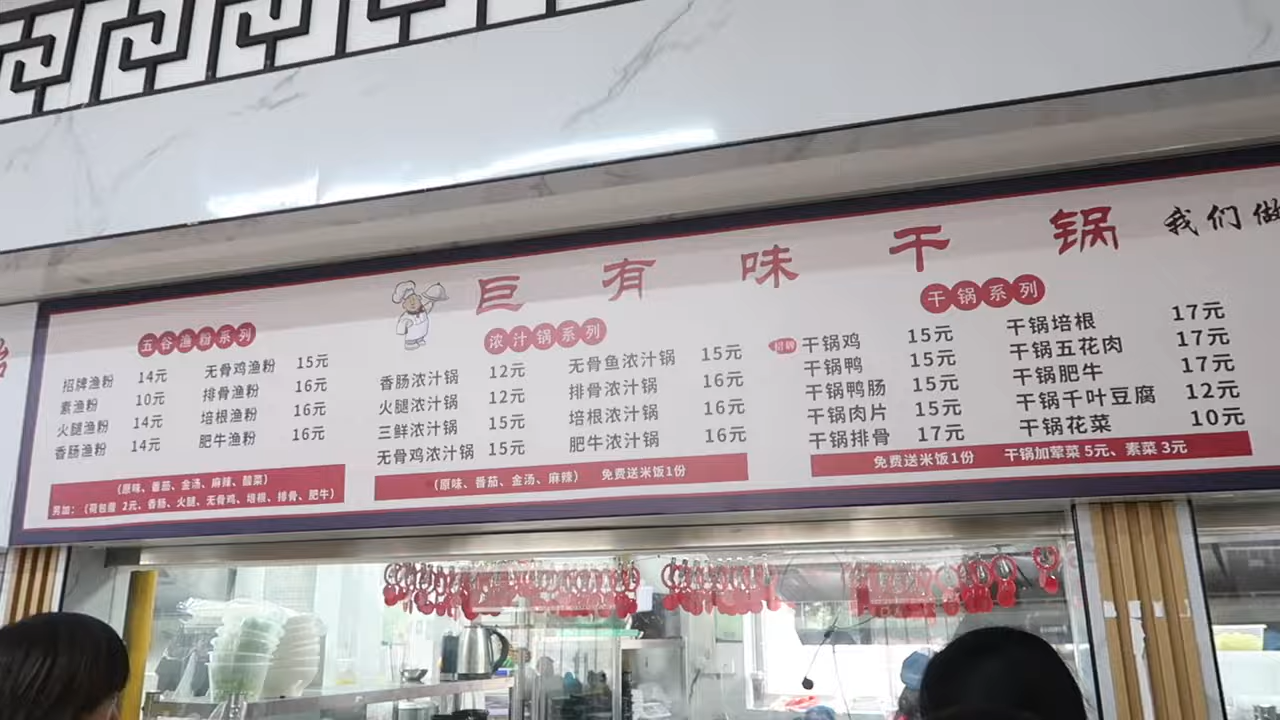 巨有味干锅
我们做
五谷渔粉系列
招牌渔粉 14元 无骨鸡渔粉 15元
素渔粉 10元 排骨渔粉 16元
火腿渔粉 14元 培根渔粉 16元
香肠渔粉 14元 肥牛渔粉 16元
(原味、番茄、金汤、麻辣、酸菜)
另加:(荷包蛋 2元、香肠、火腿、无骨鸡、培根、排骨、肥牛)
浓汁锅系列
香肠浓汁锅 12元 无骨鱼浓汁锅 15元
火腿浓汁锅 12元 排骨浓汁锅 16元
三鲜浓汁锅 15元 培根浓汁锅 16元
无骨鸡浓汁锅 15元 肥牛浓汁锅 16元
(原味、番茄、金汤、麻辣) 免费送米饭1份
干锅系列
招牌 干锅鸡 15元 干锅培根 17元
干锅鸭 15元 干锅五花肉 17元
干锅鸭肠 15元 干锅肥牛 17元
干锅肉片 15元 干锅千叶豆腐 12元
干锅排骨 17元 干锅花菜 10元
免费送米饭1份 干锅加荤菜 5元、素菜 3元